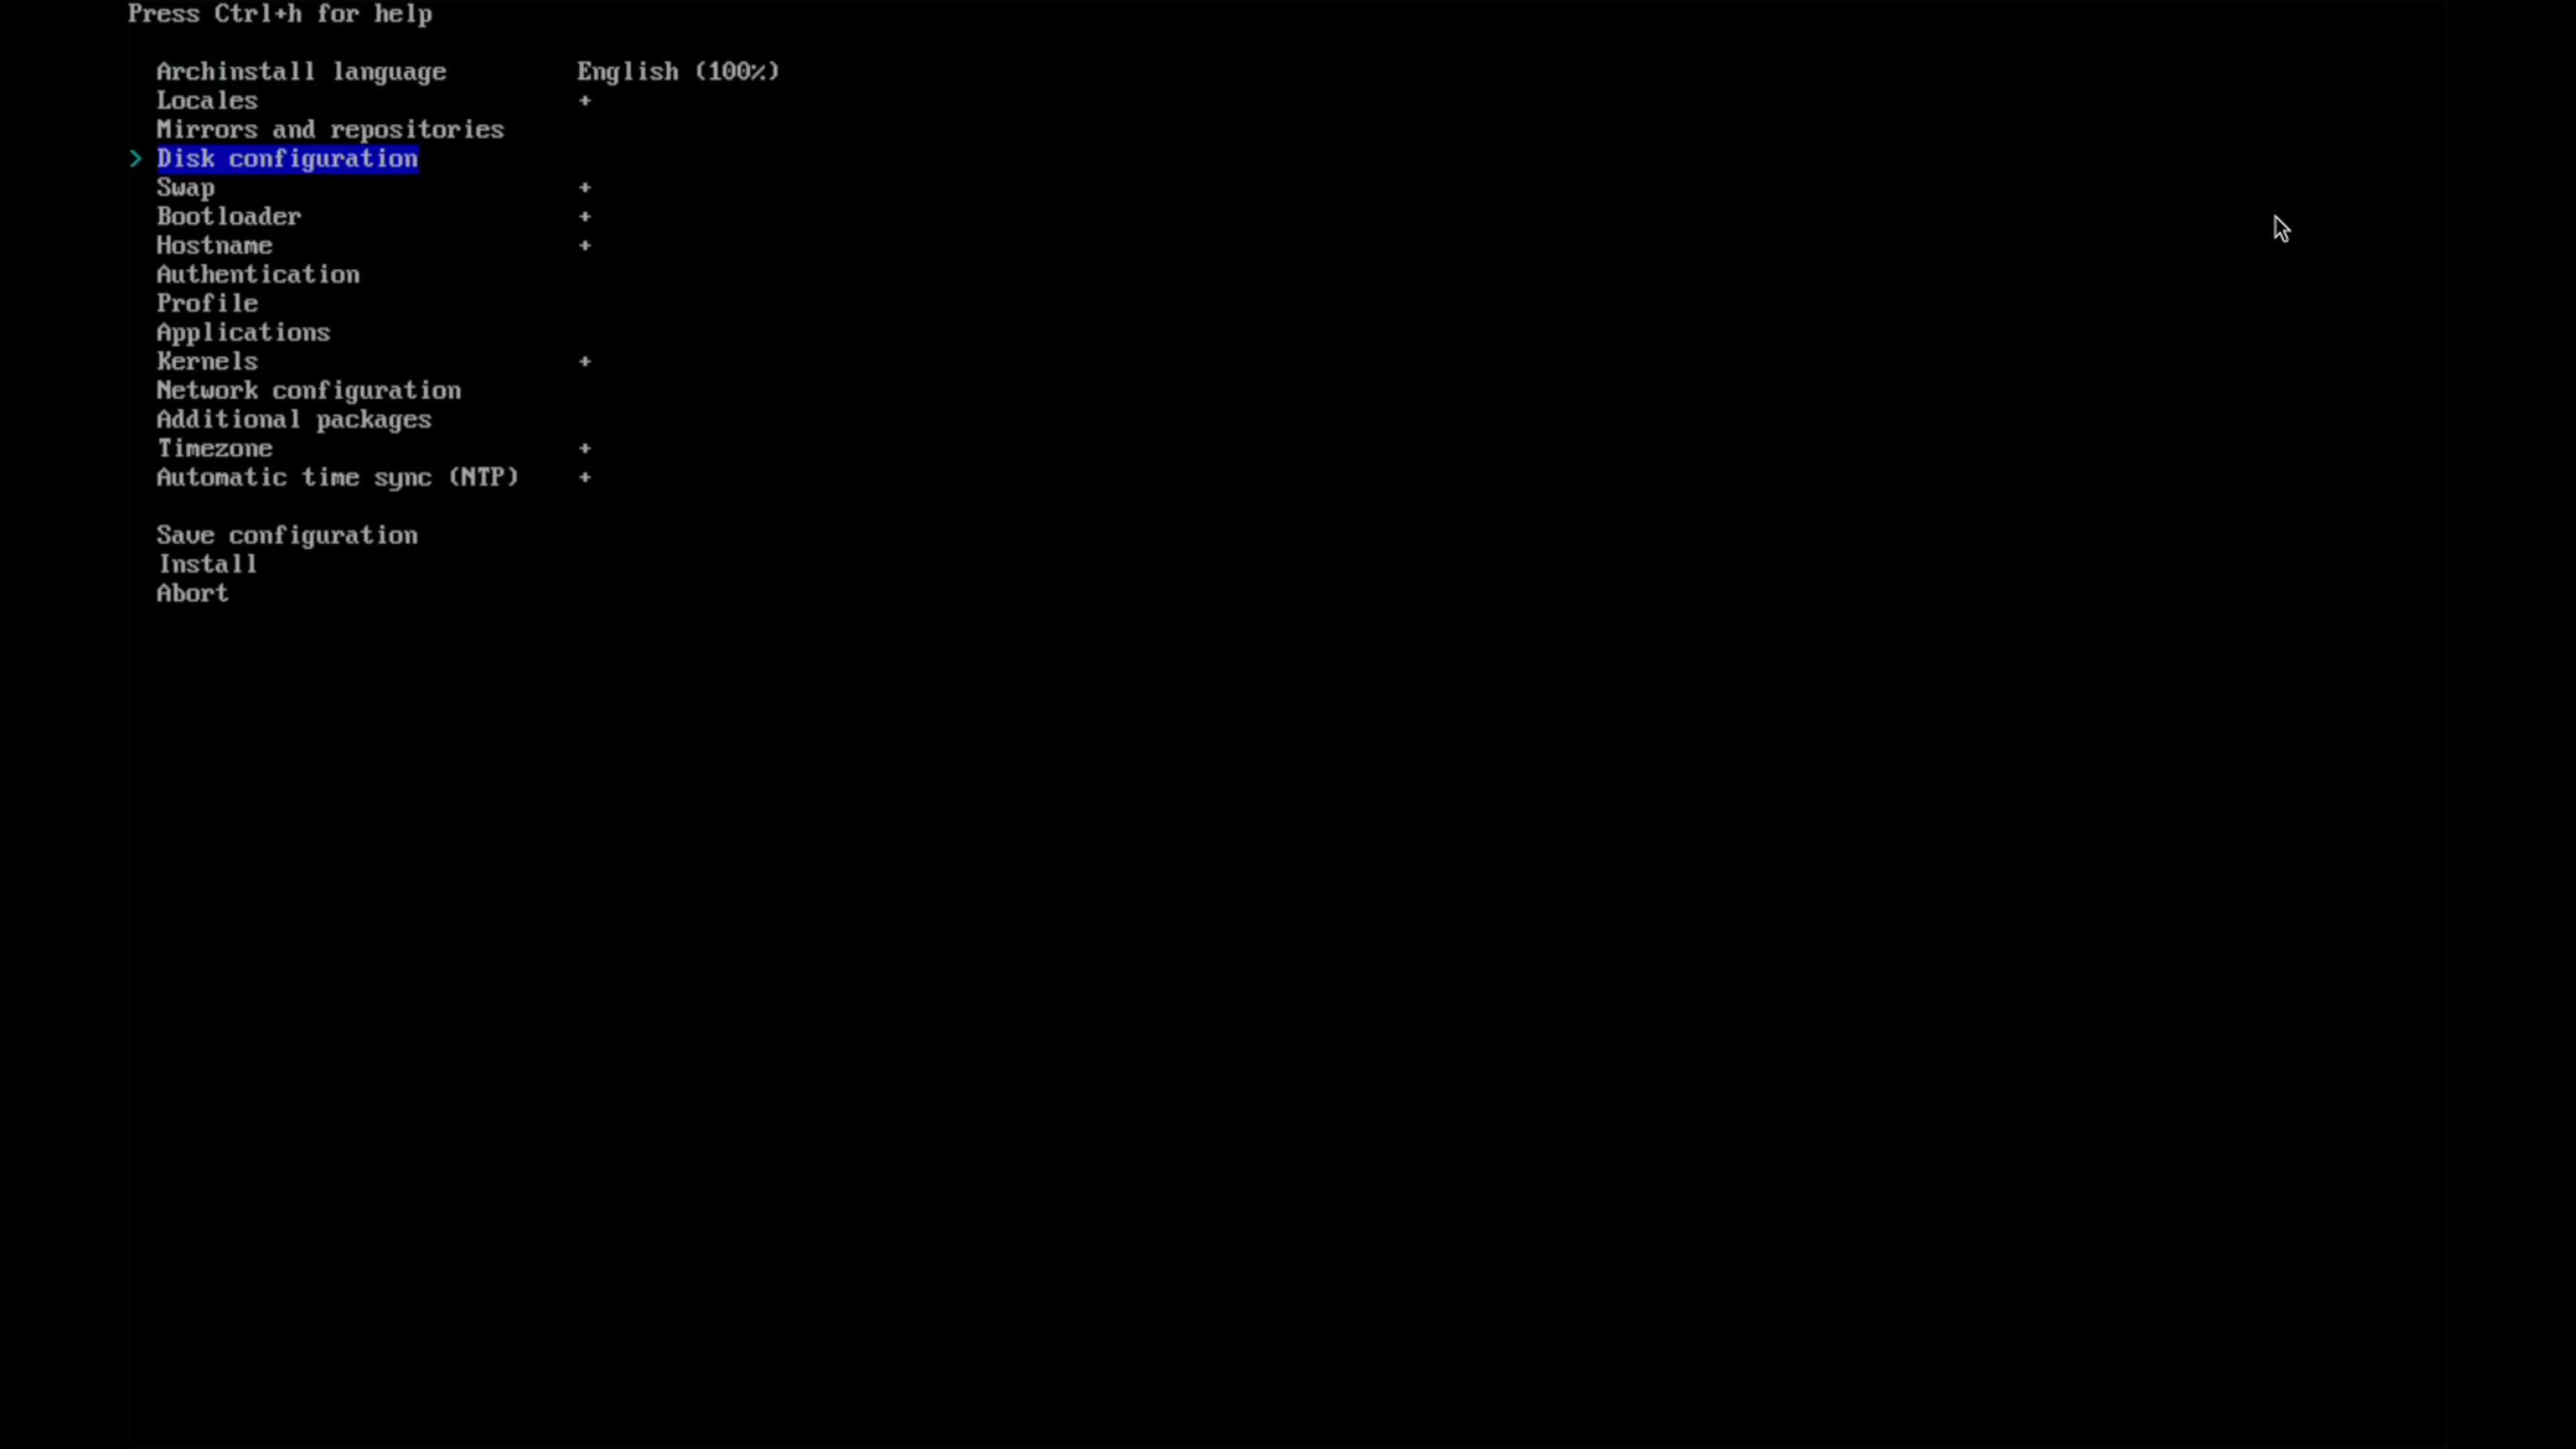 Press Ctrl+h for help
Archinstall language English (100%)
Locales +
Mirrors and repositories
> Disk configuration
Swap +
Bootloader +
Hostname +
Authentication
Profile
Applications
Kernels +
Network configuration
Additional packages
Timezone +
Automatic time sync (NTP) +
Save configuration
Install
Abort